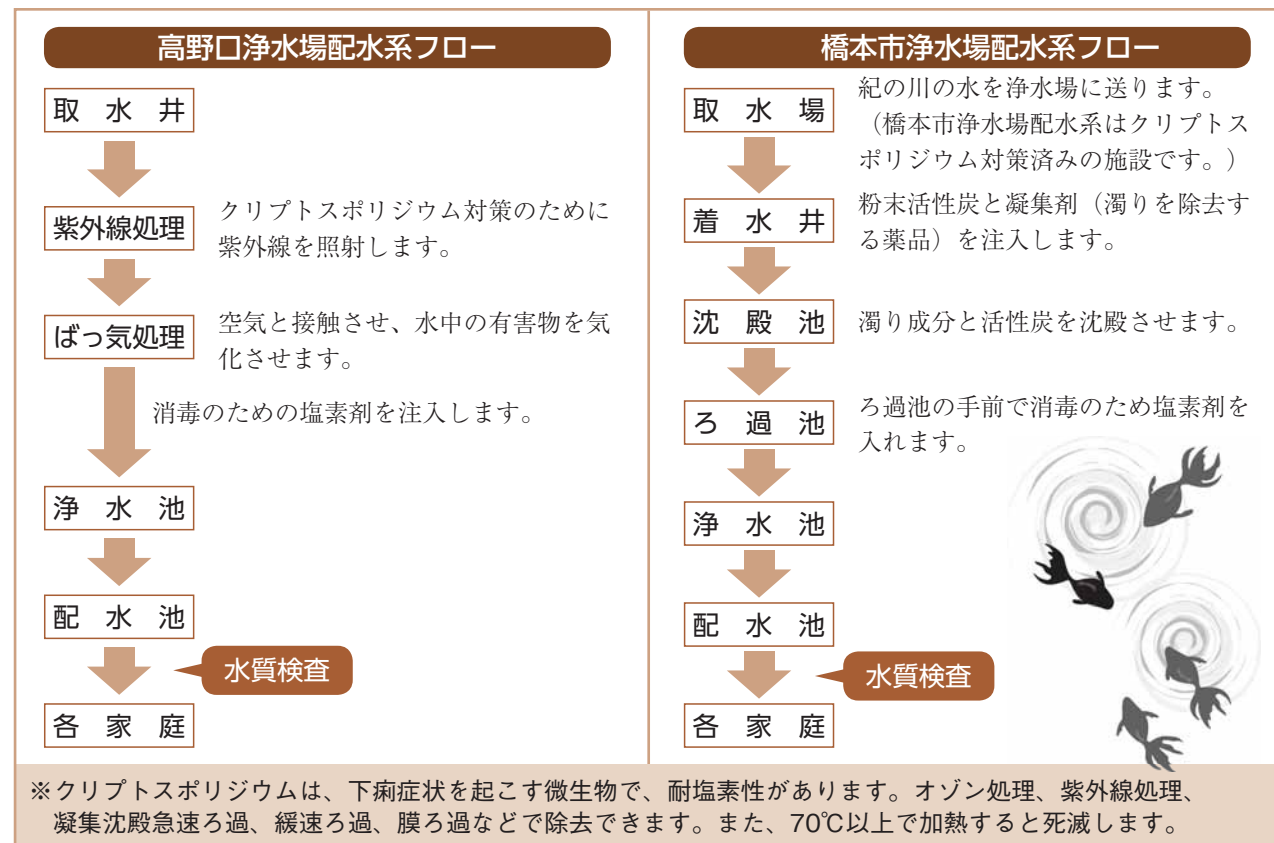 高野口浄水場配水系フロー
取水井
紫外線処理
クリプトスポリジウム対策のために
紫外線を照射します。
ばっ気処理
空気と接触させ、水中の有害物を気
化させます。
消毒のための塩素剤を注入します。
浄水池
配水池
水質検査
各家庭
橋本市浄水場配水系フロー
取水場
紀の川の水を浄水場に送ります。
（橋本市浄水場配水系はクリプトス
ポリジウム対策済みの施設です。）
着水井
粉末活性炭と凝集剤（濁りを除去す
る薬品）を注入します。
沈殿池
濁り成分と活性炭を沈殿させます。
ろ過池
ろ過池の手前で消毒のため塩素剤を
入れます。
浄水池
配水池
水質検査
各家庭
※クリプトスポリジウムは、下痢症状を起こす微生物で、耐塩素性があります。オゾン処理、紫外線処理、
凝集沈殿急速ろ過、緩速ろ過、膜ろ過などで除去できます。また、70℃以上で加熱すると死滅します。